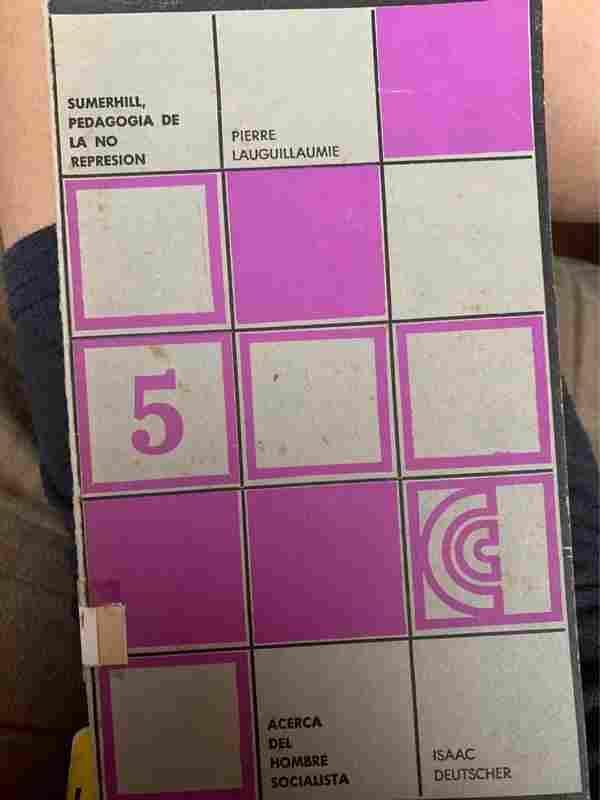 SUMERHILL,
PEDAGOGIA DE
LA NO
REPRESION
PIERRE
LAUGUILLAUMIE
5
ACERCA
DEL
HOMBRE
SOCIALISTA
ISAAC
DEUTSCHER